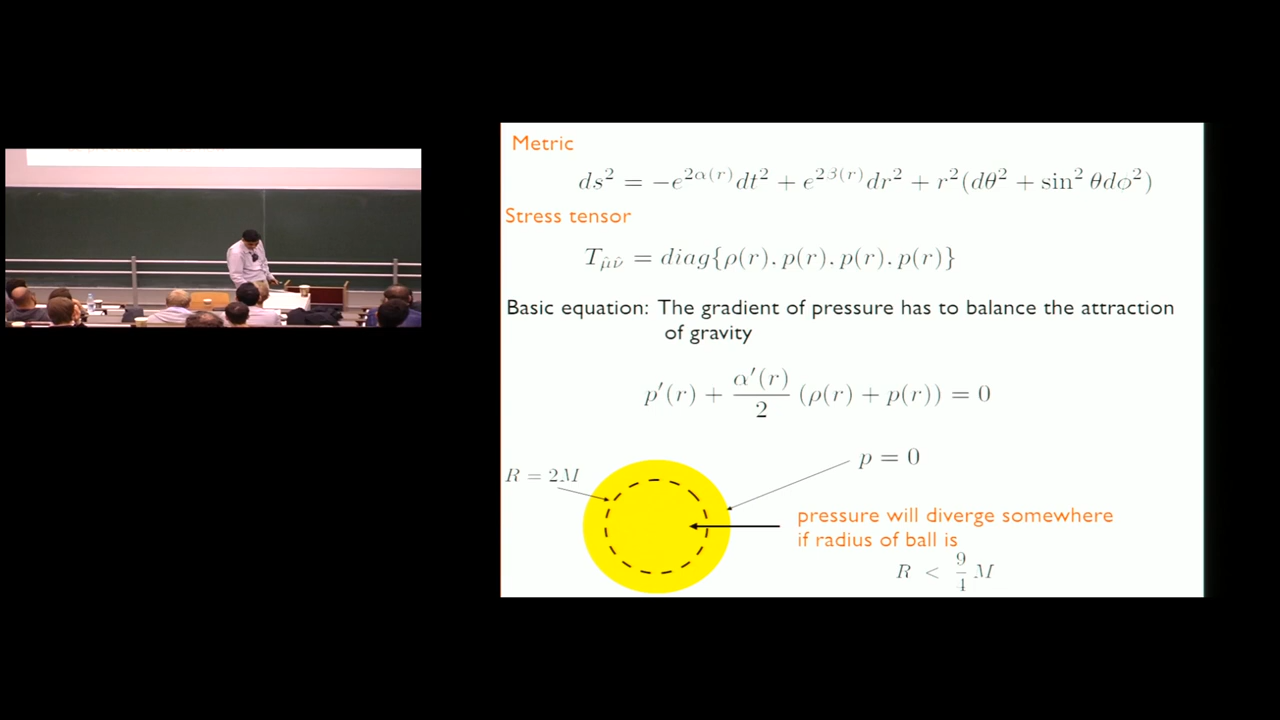 Metric
ds² = −e^{2α(r)}dt² + e^{2β(r)}dr² + r²(dθ² + sin² θdφ²)
Stress tensor
T_{μ̂ν̂} = diag{ρ(r), p(r), p(r), p(r)}
Basic equation: The gradient of pressure has to balance the attraction
of gravity
p′(r) + α′(r)/2 (ρ(r) + p(r)) = 0
p = 0
R = 2M
pressure will diverge somewhere
if radius of ball is
R < 9/4 M